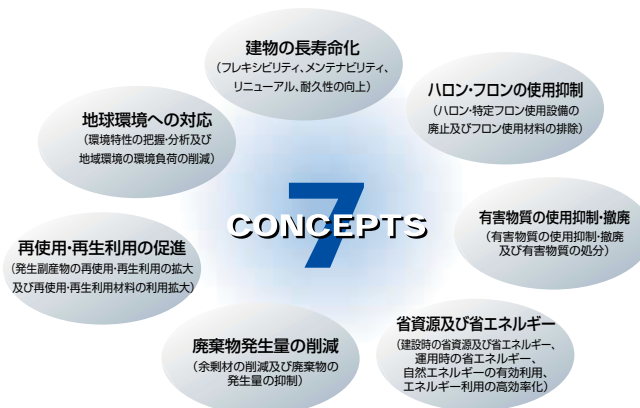 建物の長寿命化
(フレキシビリティ、メンテナビリティ、
リニューアル、耐久性の向上)
ハロン・フロンの使用抑制
(ハロン・特定フロン使用設備の
廃止及びフロン使用材料の排除)
地球環境への対応
(環境特性の把握・分析及び
地域環境の環境負荷の削減)
7
CONCEPTS
有害物質の使用抑制・撤廃
(有害物質の使用抑制・撤廃
及び有害物質の処分)
再使用・再生利用の促進
(発生副産物の再使用・再生利用の拡大
及び再使用・再生利用材料の利用拡大)
省資源及び省エネルギー
(建設時の省資源及び省エネルギー、
運用時の省エネルギー、
自然エネルギーの有効利用、
エネルギー利用の高効率化)
廃棄物発生量の削減
(余剰材の削減及び廃棄物の
発生量の抑制)